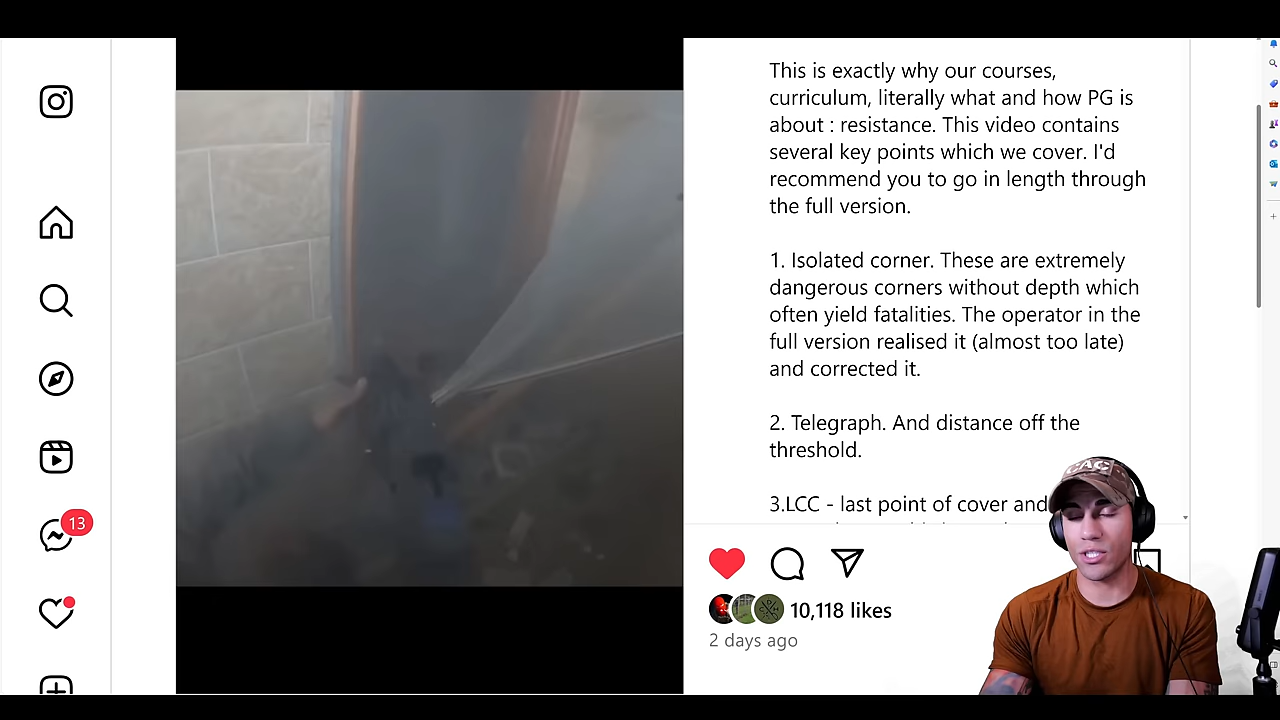 This is exactly why our courses,
curriculum, literally what and how PG is
about : resistance. This video contains
several key points which we cover. I'd
recommend you to go in length through
the full version.
1. Isolated corner. These are extremely
dangerous corners without depth which
often yield fatalities. The operator in the
full version realised it (almost too late)
and corrected it.
2. Telegraph. And distance off the
threshold.
3.LCC - last point of cover and
CAG
13
10,118 likes
2 days ago